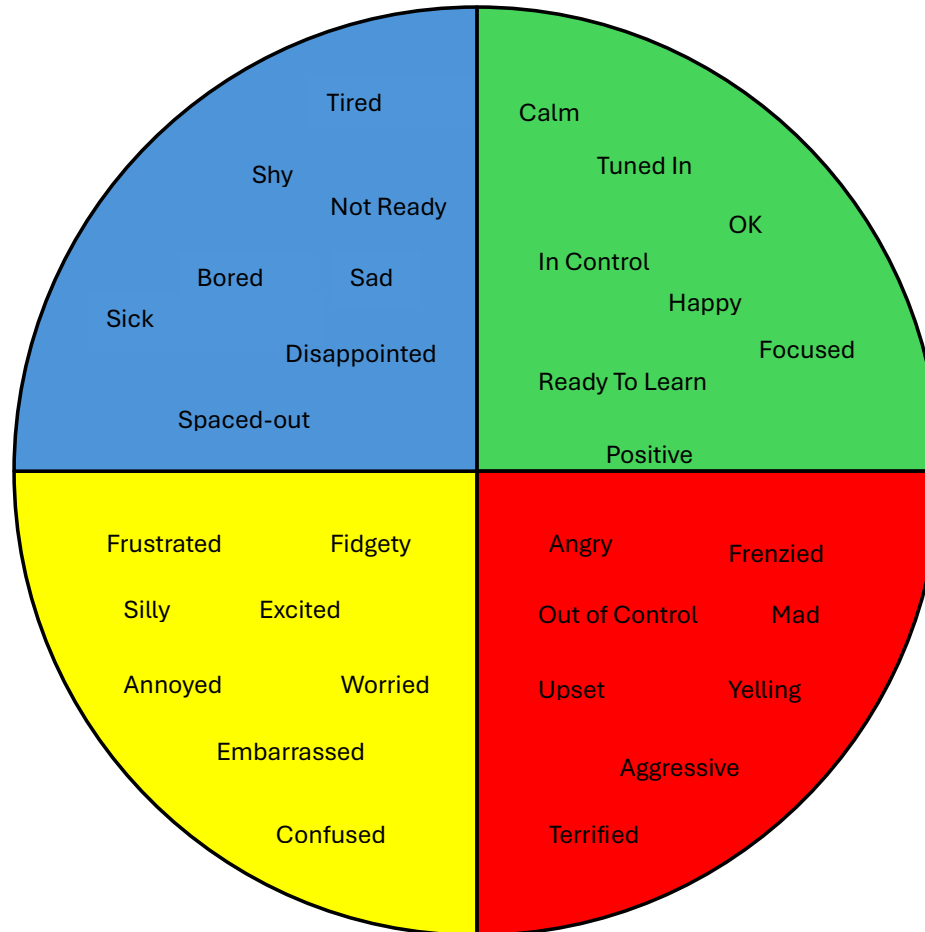 Tired
Shy
Not Ready
Bored
Sad
Sick
Disappointed
Spaced-out
Calm
Tuned In
OK
In Control
Happy
Focused
Ready To Learn
Positive
Frustrated
Fidgety
Silly
Excited
Annoyed
Worried
Embarrassed
Confused
Angry
Frenzied
Out of Control
Mad
Upset
Yelling
Aggressive
Terrified